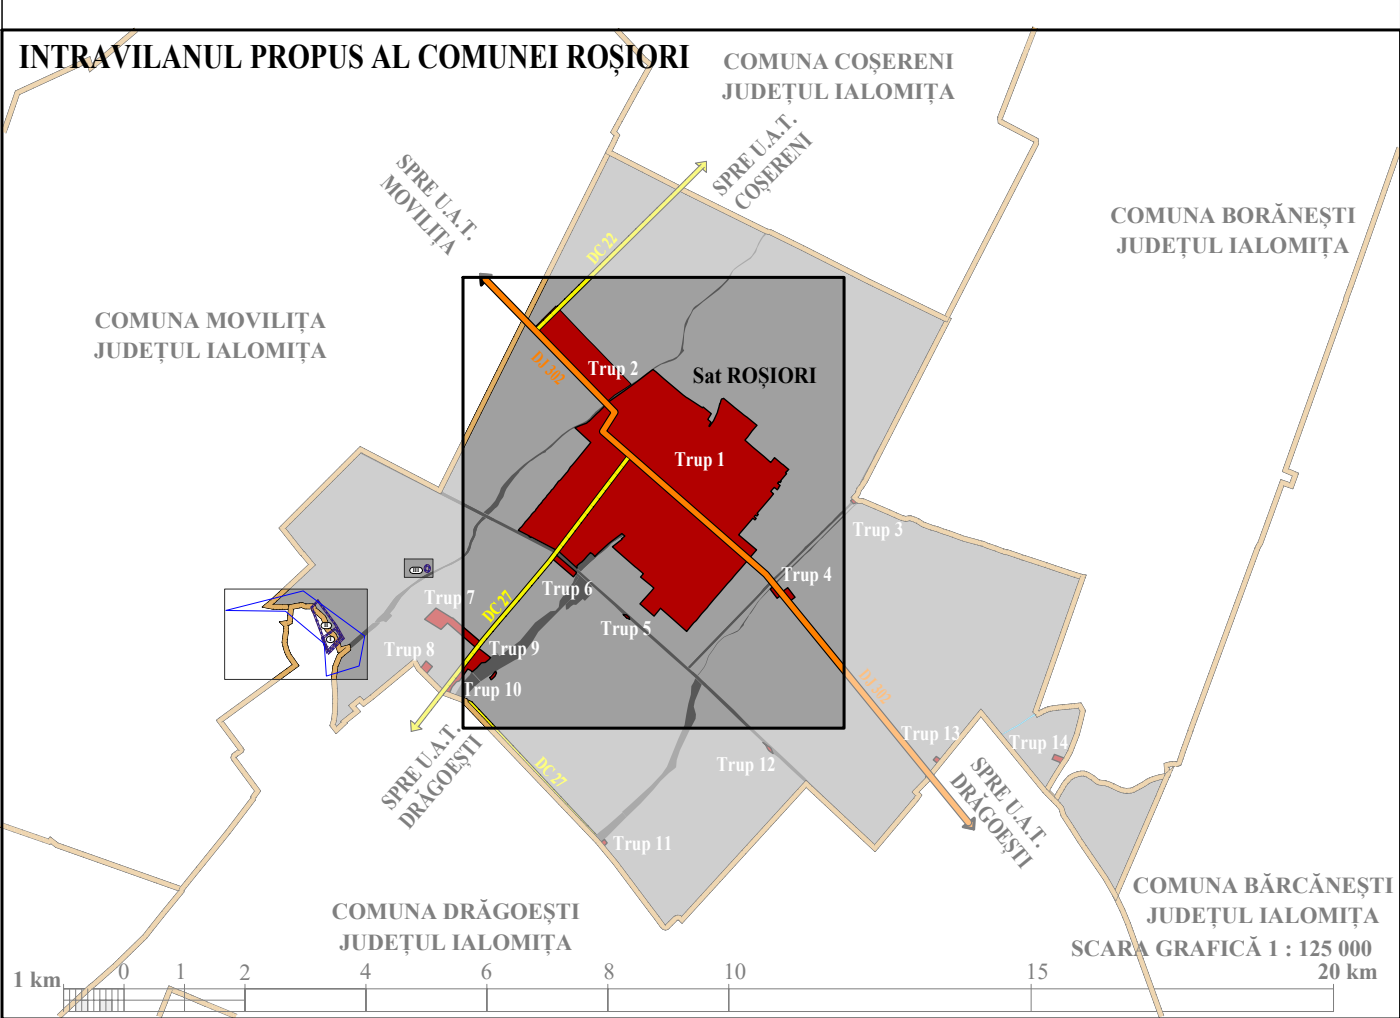 INTRAVILANUL PROPUS AL COMUNEI ROȘIORI
COMUNA COȘERENI
JUDEȚUL IALOMIȚA
SPRE U.A.T.
MOVILIȚA
SPRE U.A.T.
COȘERENI
COMUNA BORĂNEȘTI
JUDEȚUL IALOMIȚA
DC 22
COMUNA MOVILIȚA
JUDEȚUL IALOMIȚA
DJ 302
Trup 2
Sat ROȘIORI
Trup 1
Trup 3
Trup 4
Trup 6
Trup 7
DC 27
Trup 5
Trup 8
Trup 9
Trup 10
DJ 302
SPRE U.A.T.
DRĂGOEȘTI
DC 27
Trup 13
Trup 14
Trup 12
SPRE U.A.T.
DRĂGOEȘTI
Trup 11
COMUNA DRĂGOEȘTI
JUDEȚUL IALOMIȚA
COMUNA BĂRCĂNEȘTI
JUDEȚUL IALOMIȚA
SCARA GRAFICĂ 1 : 125 000
1 km 0 1 2 4 6 8 10 15 20 km